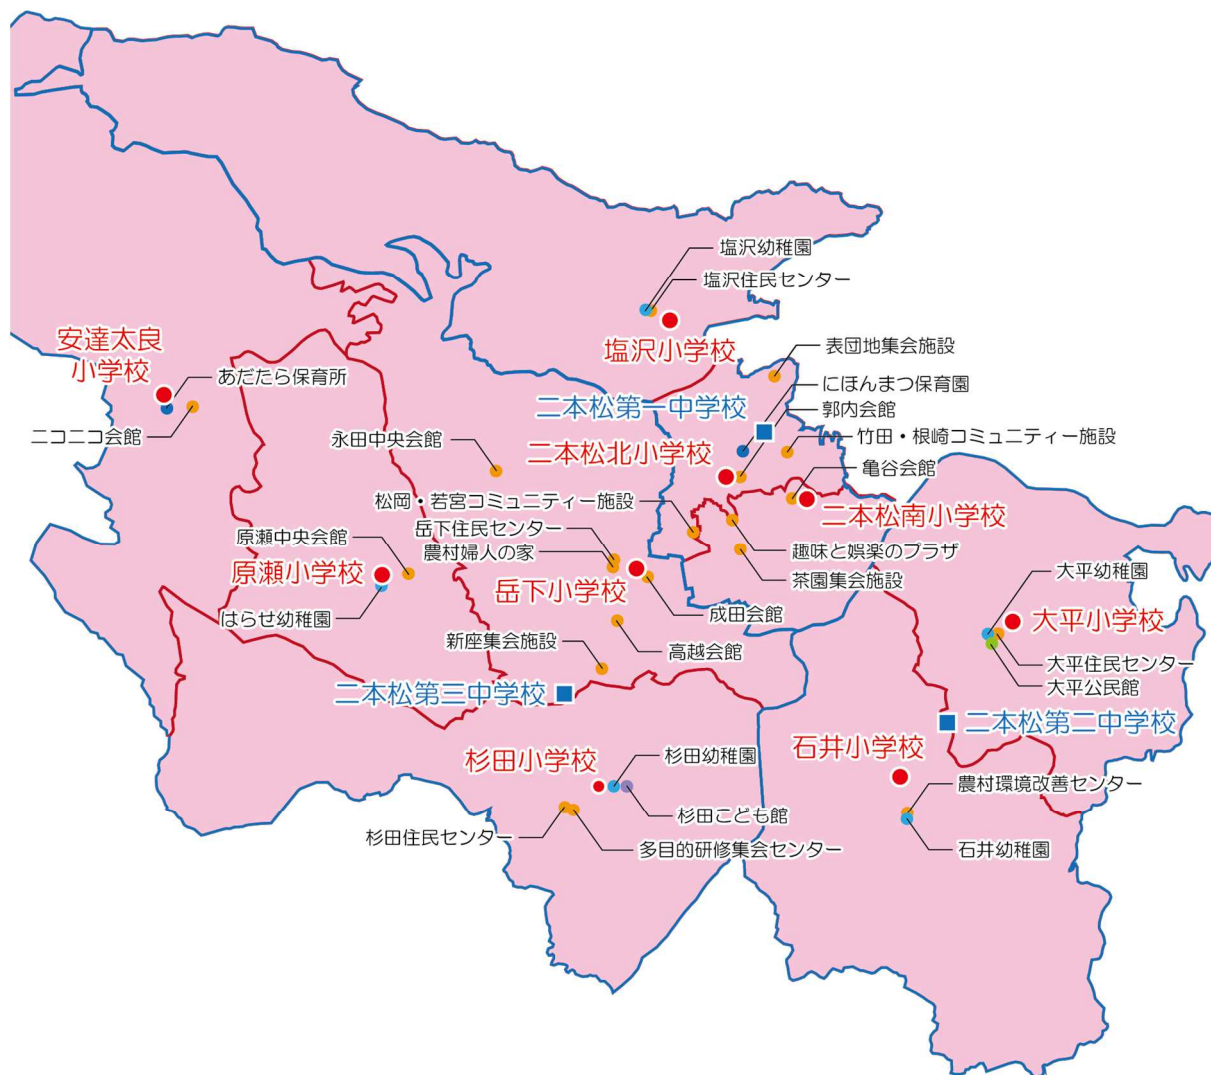 塩沢幼稚園
塩沢住民センター
安達太良
小学校
塩沢小学校
表団地集会施設
あだたら保育所
にほんまつ保育園
二本松第一中学校
郭内会館
ニコニコ会館
永田中央会館
竹田・根崎コミュニティー施設
二本松北小学校
亀谷会館
松岡・若宮コミュニティー施設
二本松南小学校
岳下住民センター
原瀬中央会館
農村婦人の家
趣味と娯楽のプラザ
原瀬小学校
大平幼稚園
茶園集会施設
岳下小学校
はらせ幼稚園
成田会館
大平小学校
新座集会施設
高越会館
大平住民センター
大平公民館
二本松第三中学校
二本松第二中学校
杉田小学校
杉田幼稚園
石井小学校
農村環境改善センター
杉田こども館
杉田住民センター
多目的研修集会センター
石井幼稚園